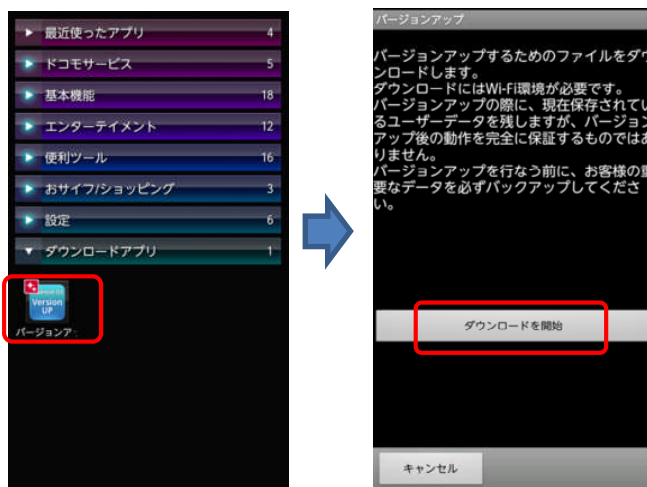 最近使ったアプリ 4
ドコモサービス 5
基本機能 18
エンターテイメント 12
便利ツール 16
おサイフ/ショッピング 3
設定 6
ダウンロードアプリ 1
Version
UP
バージョンア
バージョンアップ
バージョンアップするためのファイルをダウ
ンロードします。
ダウンロードにはWi-Fi環境が必要です。
バージョンアップの際に、現在保存されてい
るユーザーデータを残しますが、バージョン
アップ後の動作を完全に保証するものではあ
りません。
バージョンアップを行なう前に、お客様の重
要なデータを必ずバックアップしてくださ
い。
ダウンロードを開始
キャンセル